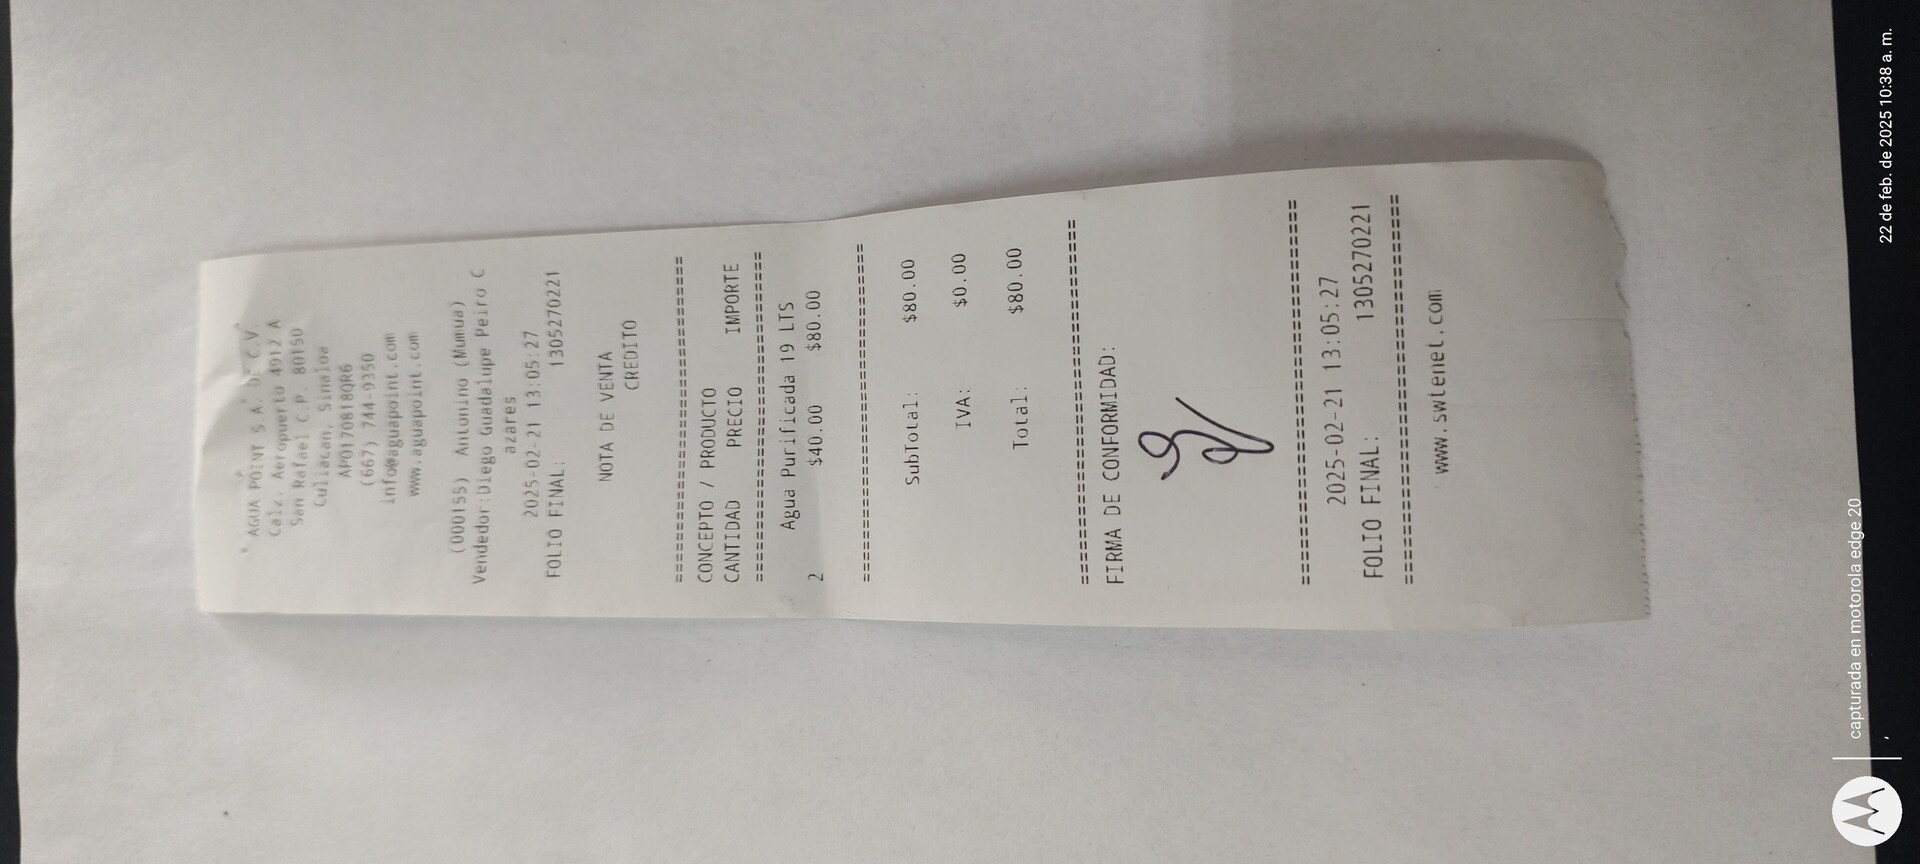 AGUA POINT S.A. DE C.V.
Calz. Aeropuerto 4912 A
San Rafael C.P. 80150
Culiacan, Sinaloa
APO170818QR6
(667) 744-9350
info@aguapoint.com
www.aguapoint.com
(000155) Antonino (Mumua)
Vendedor:Diego Guadalupe Peiro C
azares
2025-02-21 13:05:27
FOLIO FINAL: 1305270221
NOTA DE VENTA
CREDITO
================================
CONCEPTO / PRODUCTO
CANTIDAD PRECIO IMPORTE
================================
Agua Purificada 19 LTS
2 $40.00 $80.00
================================
SubTotal: $80.00
IVA: $0.00
Total: $80.00
================================
FIRMA DE CONFORMIDAD:
================================
2025-02-21 13:05:27
FOLIO FINAL: 1305270221
================================
www.swtenet.com
capturada en motorola edge 20
22 de feb. de 2025 10:38 a. m.